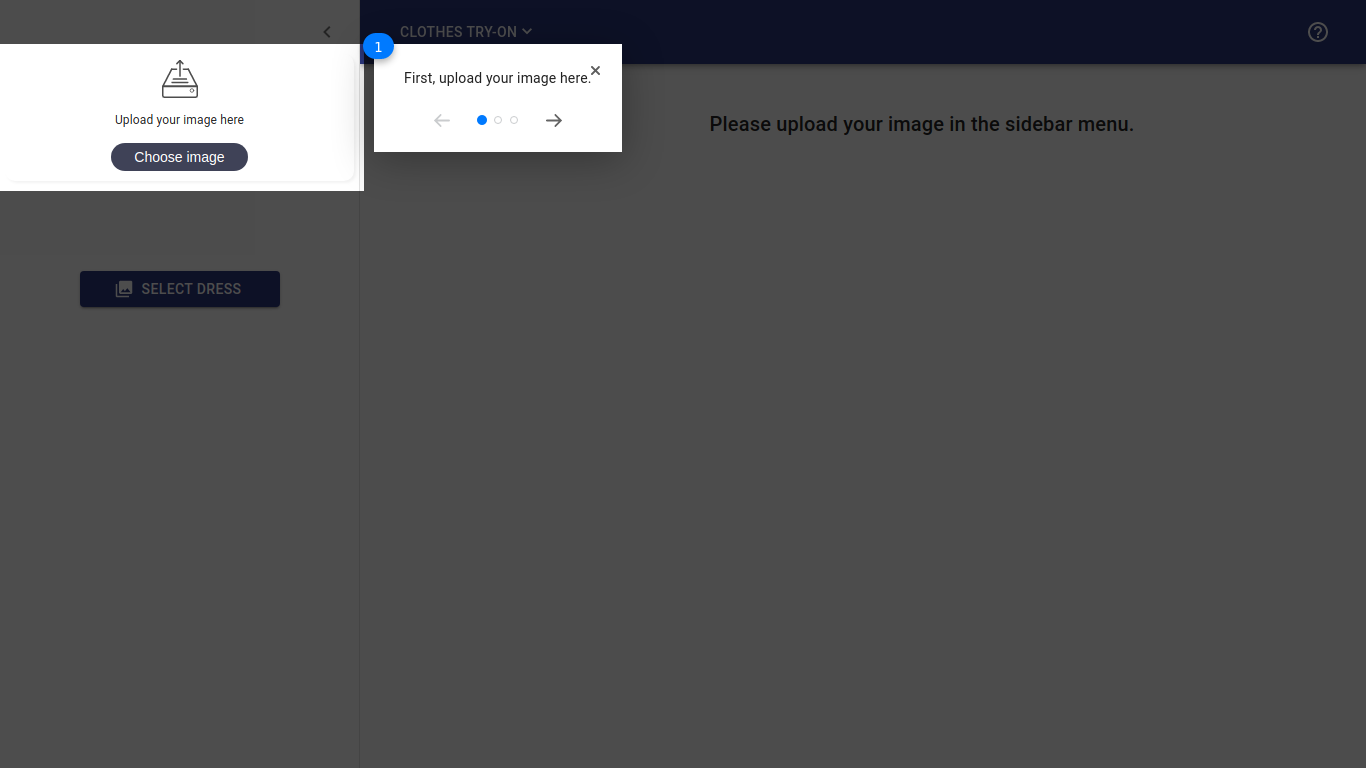 CLOTHES TRY-ON
1
First, upload your image here.
Upload your image here
Choose image
Please upload your image in the sidebar menu.
SELECT DRESS